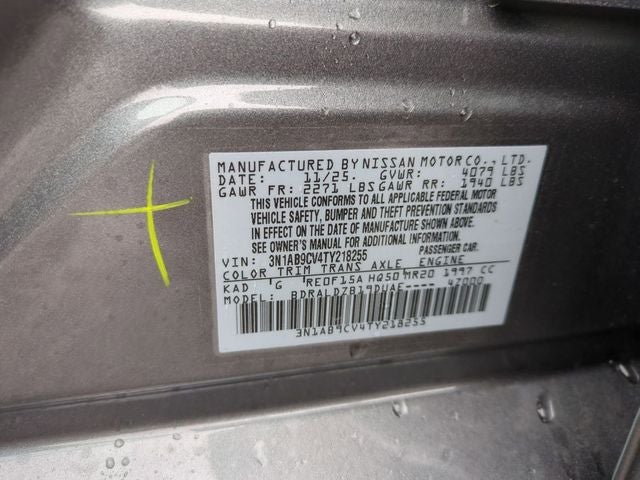 MANUFACTURED BY NISSAN MOTOR CO., LTD.
DATE: 11/25. GVWR: 4079 LBS
GAWR FR: 2271 LBS GAWR RR: 1940 LBS
THIS VEHICLE CONFORMS TO ALL APPLICABLE FEDERAL MOTOR
VEHICLE SAFETY, BUMPER AND THEFT PREVENTION STANDARDS
IN EFFECT ON THE DATE OF MANUFACTURE SHOWN ABOVE.
SEE OWNER'S MANUAL FOR ADDITIONAL INFORMATION.
VIN: 3N1AB9CV4TY218255 PASSENGER CAR.
COLOR TRIM TRANS AXLE ENGINE
KAD G RE0F15A HQ50 MR20 1997 CC
MODEL: BDRALDZB19DUAE---- 4Z000
3N1AB9CV4TY218255